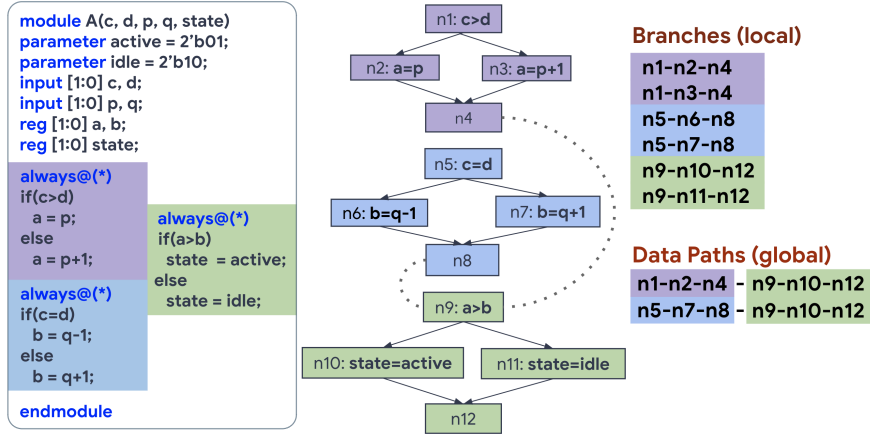 module A(c, d, p, q, state)
parameter active = 2'b01;
parameter idle = 2'b10;
input [1:0] c, d;
input [1:0] p, q;
reg [1:0] a, b;
reg [1:0] state;
always@(*)
if(c>d)
a = p;
else
a = p+1;
always@(*)
if(c=d)
b = q-1;
else
b = q+1;
always@(*)
if(a>b)
state = active;
else
state = idle;
endmodule
n1: c>d
n2: a=p
n3: a=p+1
n4
n5: c=d
n6: b=q-1
n7: b=q+1
n8
n9: a>b
n10: state=active
n11: state=idle
n12
Branches (local)
n1-n2-n4
n1-n3-n4
n5-n6-n8
n5-n7-n8
n9-n10-n12
n9-n11-n12
Data Paths (global)
n1-n2-n4 - n9-n10-n12
n5-n7-n8 - n9-n10-n12